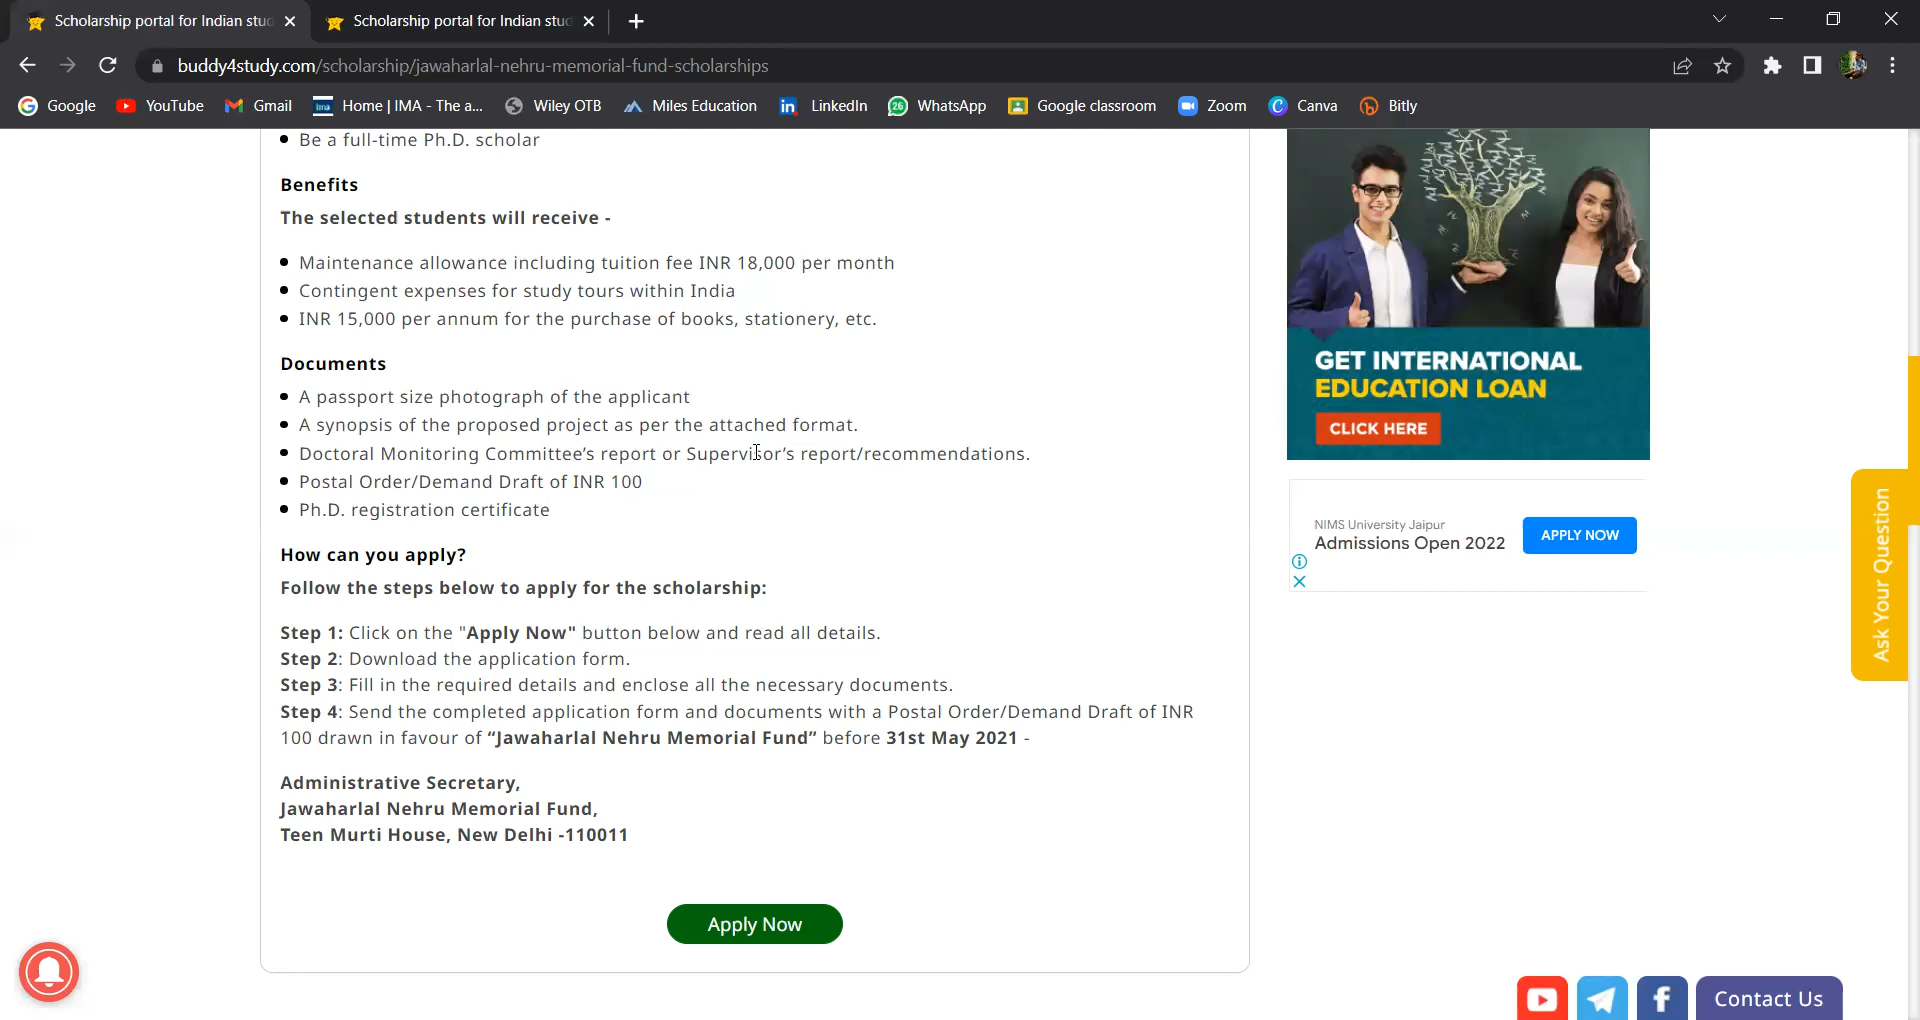 Scholarship portal for Indian stu
Scholarship portal for Indian stud
buddy4study.com/scholarship/jawaharlal-nehru-memorial-fund-scholarships
Google
YouTube
Gmail
ima
Home | IMA - The a...
Wiley OTB
Miles Education
in
LinkedIn
26
WhatsApp
Google classroom
Zoom
Canva
Bitly
Be a full-time Ph.D. scholar
Benefits
The selected students will receive -
Maintenance allowance including tuition fee INR 18,000 per month
Contingent expenses for study tours within India
INR 15,000 per annum for the purchase of books, stationery, etc.
Documents
A passport size photograph of the applicant
A synopsis of the proposed project as per the attached format.
Doctoral Monitoring Committee’s report or Supervisor’s report/recommendations.
Postal Order/Demand Draft of INR 100
Ph.D. registration certificate
How can you apply?
Follow the steps below to apply for the scholarship:
Step 1: Click on the "Apply Now" button below and read all details.
Step 2: Download the application form.
Step 3: Fill in the required details and enclose all the necessary documents.
Step 4: Send the completed application form and documents with a Postal Order/Demand Draft of INR
100 drawn in favour of “Jawaharlal Nehru Memorial Fund” before 31st May 2021 -
Administrative Secretary,
Jawaharlal Nehru Memorial Fund,
Teen Murti House, New Delhi -110011
Apply Now
GET INTERNATIONAL
EDUCATION LOAN
CLICK HERE
NIMS University Jaipur
Admissions Open 2022
APPLY NOW
Ask Your Question
Contact Us